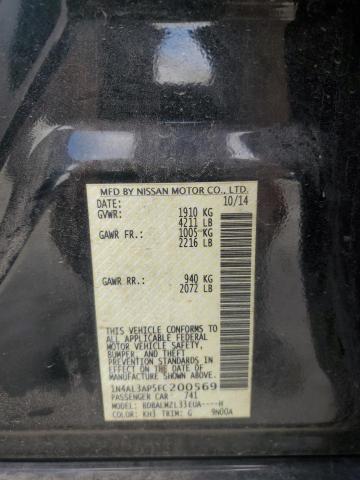 MFD BY NISSAN MOTOR CO., LTD.
DATE: 10/14
GVWR: 1910 KG
4211 LB
GAWR FR.: 1005 KG
2216 LB
GAWR RR.: 940 KG
2072 LB
THIS VEHICLE CONFORMS TO
ALL APPLICABLE FEDERAL
MOTOR VEHICLE SAFETY,
BUMPER, AND THEFT
PREVENTION STANDARDS IN
EFFECT ON THE DATE OF
MANUFACTURE SHOWN ABOVE.
1N4AL3AP5FC200569
PASSENGER CAR 741
MODEL: BDBALWZL33EUA----H
COLOR: KH3 TRIM: G 9N00A